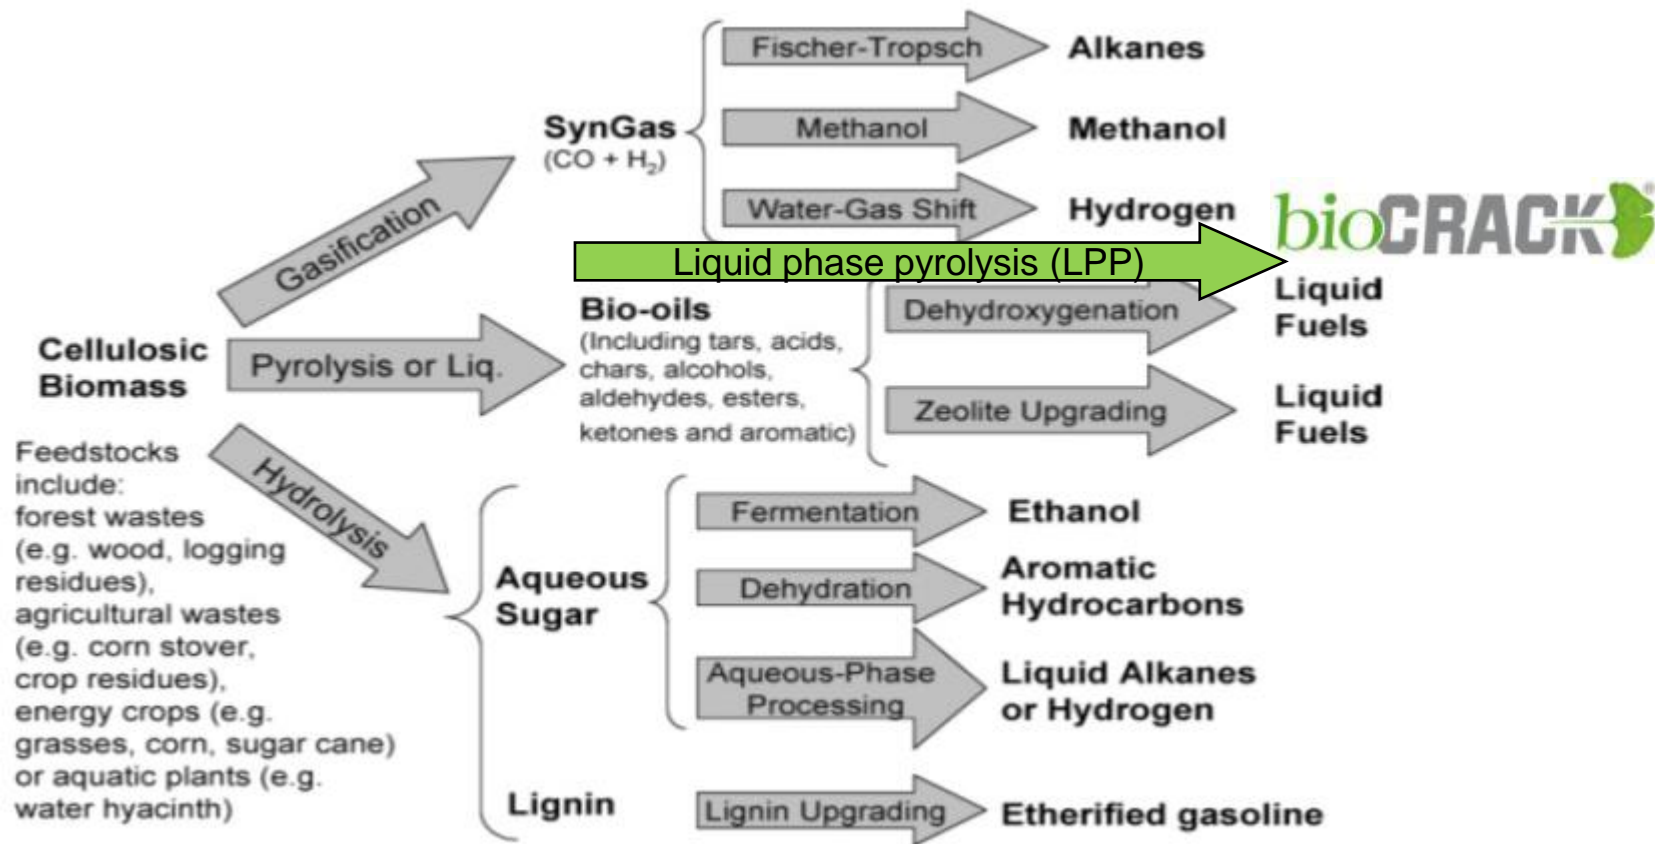 Fischer-Tropsch
Alkanes
SynGas
(CO + H₂)
Methanol
Methanol
Water-Gas Shift
Hydrogen
bioCRACK®
Gasification
Liquid phase pyrolysis (LPP)
Cellulosic
Biomass
Pyrolysis or Liq.
Bio-oils
(Including tars, acids,
chars, alcohols,
aldehydes, esters,
ketones and aromatic)
Dehydroxygenation
Liquid
Fuels
Zeolite Upgrading
Liquid
Fuels
Feedstocks
include:
forest wastes
(e.g. wood, logging
residues),
agricultural wastes
(e.g. corn stover,
crop residues),
energy crops (e.g.
grasses, corn, sugar cane)
or aquatic plants (e.g.
water hyacinth)
Hydrolysis
Aqueous
Sugar
Fermentation
Ethanol
Dehydration
Aromatic
Hydrocarbons
Aqueous-Phase
Processing
Liquid Alkanes
or Hydrogen
Lignin
Lignin Upgrading
Etherified gasoline